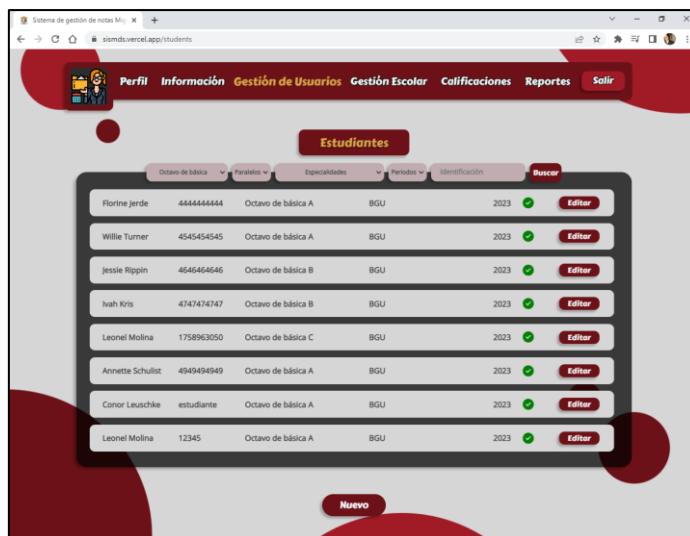 Sistema de gestión de notas Mig
sismds.vercel.app/students
Perfil Información Gestión de Usuarios Gestión Escolar Calificaciones Reportes Salir
Estudiantes
Octavo de básica Paralelos Especialidades Periodos Identificación Buscar
Florine Jerde 4444444444 Octavo de básica A BGU 2023 Editar
Willie Turner 4545454545 Octavo de básica A BGU 2023 Editar
Jessie Rippin 4646464646 Octavo de básica B BGU 2023 Editar
Ivah Kris 4747474747 Octavo de básica B BGU 2023 Editar
Leonel Molina 1758963050 Octavo de básica C BGU 2023 Editar
Annette Schulist 4949494949 Octavo de básica A BGU 2023 Editar
Conor Leuschke estudiante Octavo de básica A BGU 2023 Editar
Leonel Molina 12345 Octavo de básica A BGU 2023 Editar
Nuevo